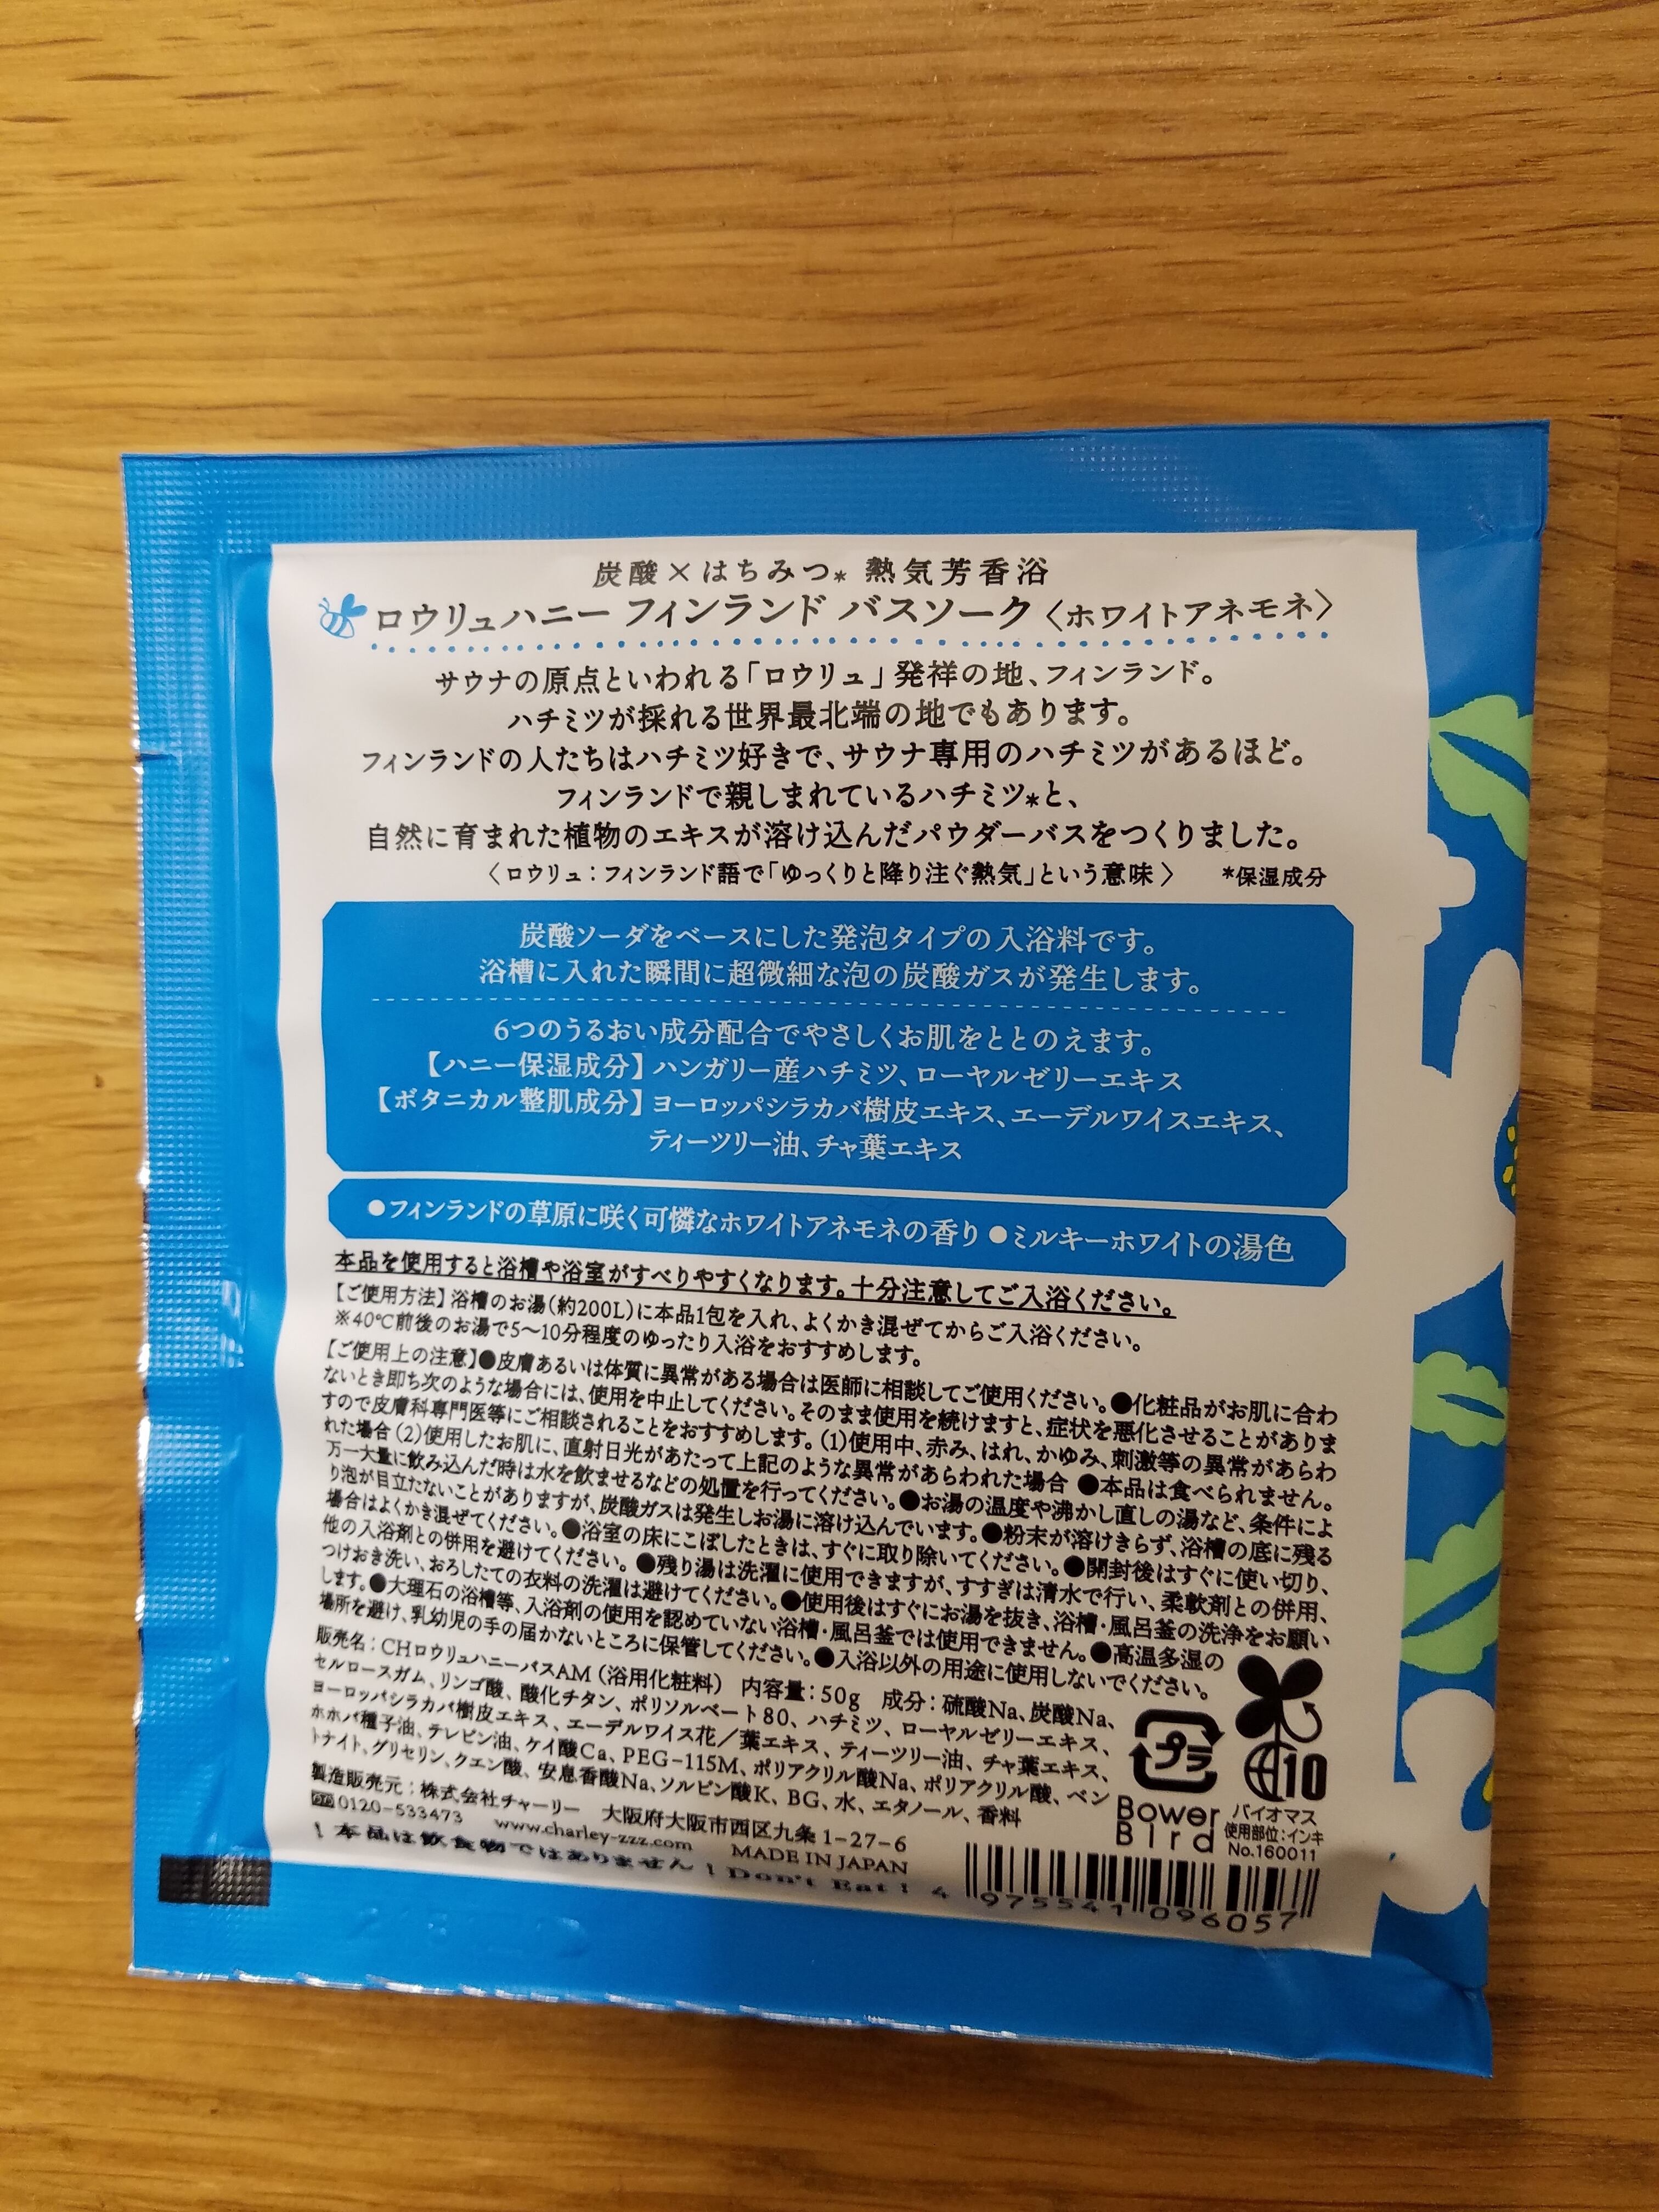 炭酸×はちみつ* 熱気芳香浴
ロウリュハニー フィンランド バスソーク〈ホワイトアネモネ〉
サウナの原点といわれる「ロウリュ」発祥の地、フィンランド。
ハチミツが採れる世界最北端の地でもあります。
フィンランドの人たちはハチミツ好きで、サウナ専用のハチミツがあるほど。
フィンランドで親しまれているハチミツ*と、
自然に育まれた植物のエキスが溶け込んだパウダーバスをつくりました。
〈ロウリュ：フィンランド語で「ゆっくりと降り注ぐ熱気」という意味〉 *保湿成分
炭酸ソーダをベースにした発泡タイプの入浴料です。
浴槽に入れた瞬間に超微細な泡の炭酸ガスが発生します。
6つのうるおい成分配合でやさしくお肌をととのえます。
【ハニー保湿成分】ハンガリー産ハチミツ、ローヤルゼリーエキス
【ボタニカル整肌成分】ヨーロッパシラカバ樹皮エキス、エーデルワイスエキス、
ティーツリー油、チャ葉エキス
●フィンランドの草原に咲く可憐なホワイトアネモネの香り ●ミルキーホワイトの湯色
本品を使用すると浴槽や浴室がすべりやすくなります。十分注意してご入浴ください。
【ご使用方法】浴槽のお湯（約200L）に本品1包を入れ、よくかき混ぜてからご入浴ください。
※40℃前後のお湯で5～10分程度のゆったり入浴をおすすめします。
【ご使用上の注意】●皮膚あるいは体質に異常がある場合は医師に相談してご使用ください。●化粧品がお肌に合わ
ないとき即ち次のような場合には、使用を中止してください。そのまま使用を続けますと、症状を悪化させることがありま
すので皮膚科専門医等にご相談されることをおすすめします。（1）使用中、赤み、はれ、かゆみ、刺激等の異常があらわ
れた場合（2）使用したお肌に、直射日光があたって上記のような異常があらわれた場合 ●本品は食べられません。
万一大量に飲み込んだ時は水を飲ませるなどの処置を行ってください。●お湯の温度や沸かし直しの湯など、条件によ
り泡が目立たないことがありますが、炭酸ガスは発生しお湯に溶け込んでいます。●粉末が溶けきらず、浴槽の底に残る
場合はよくかき混ぜてください。●浴室の床にこぼしたときは、すぐに取り除いてください。●開封後はすぐに使い切り、
他の入浴剤との併用を避けてください。●残り湯は洗濯に使用できますが、すすぎは清水で行い、柔軟剤との併用、
つけおき洗い、おろしたての衣料の洗濯は避けてください。●使用後はすぐにお湯を抜き、浴槽・風呂釜の洗浄をお願い
します。●大理石の浴槽等、入浴剤の使用を認めていない浴槽・風呂釜では使用できません。●高温多湿の
場所を避け、乳幼児の手の届かないところに保管してください。●入浴以外の用途に使用しないでください。
販売名：CHロウリュハニーバスAM（浴用化粧料） 内容量：50g 成分：硫酸Na、炭酸Na、
セルロースガム、リンゴ酸、酸化チタン、ポリソルベート80、ハチミツ、ローヤルゼリーエキス、
ヨーロッパシラカバ樹皮エキス、エーデルワイス花／葉エキス、ティーツリー油、チャ葉エキス、
ホホバ種子油、テレビン油、ケイ酸Ca、PEG-115M、ポリアクリル酸Na、ポリアクリル酸、ベン
トナイト、グリセリン、クエン酸、安息香酸Na、ソルビン酸K、BG、水、エタノール、香料
製造販売元：株式会社チャーリー 大阪府大阪市西区九条1-27-6
0120-533473 www.charley-zzz.com MADE IN JAPAN
！本品は飲食物ではありません！Don't Eat！
プラ
Bower
Bird
10
バイオマス
使用部位：インキ
No.160011
4 975541 096057